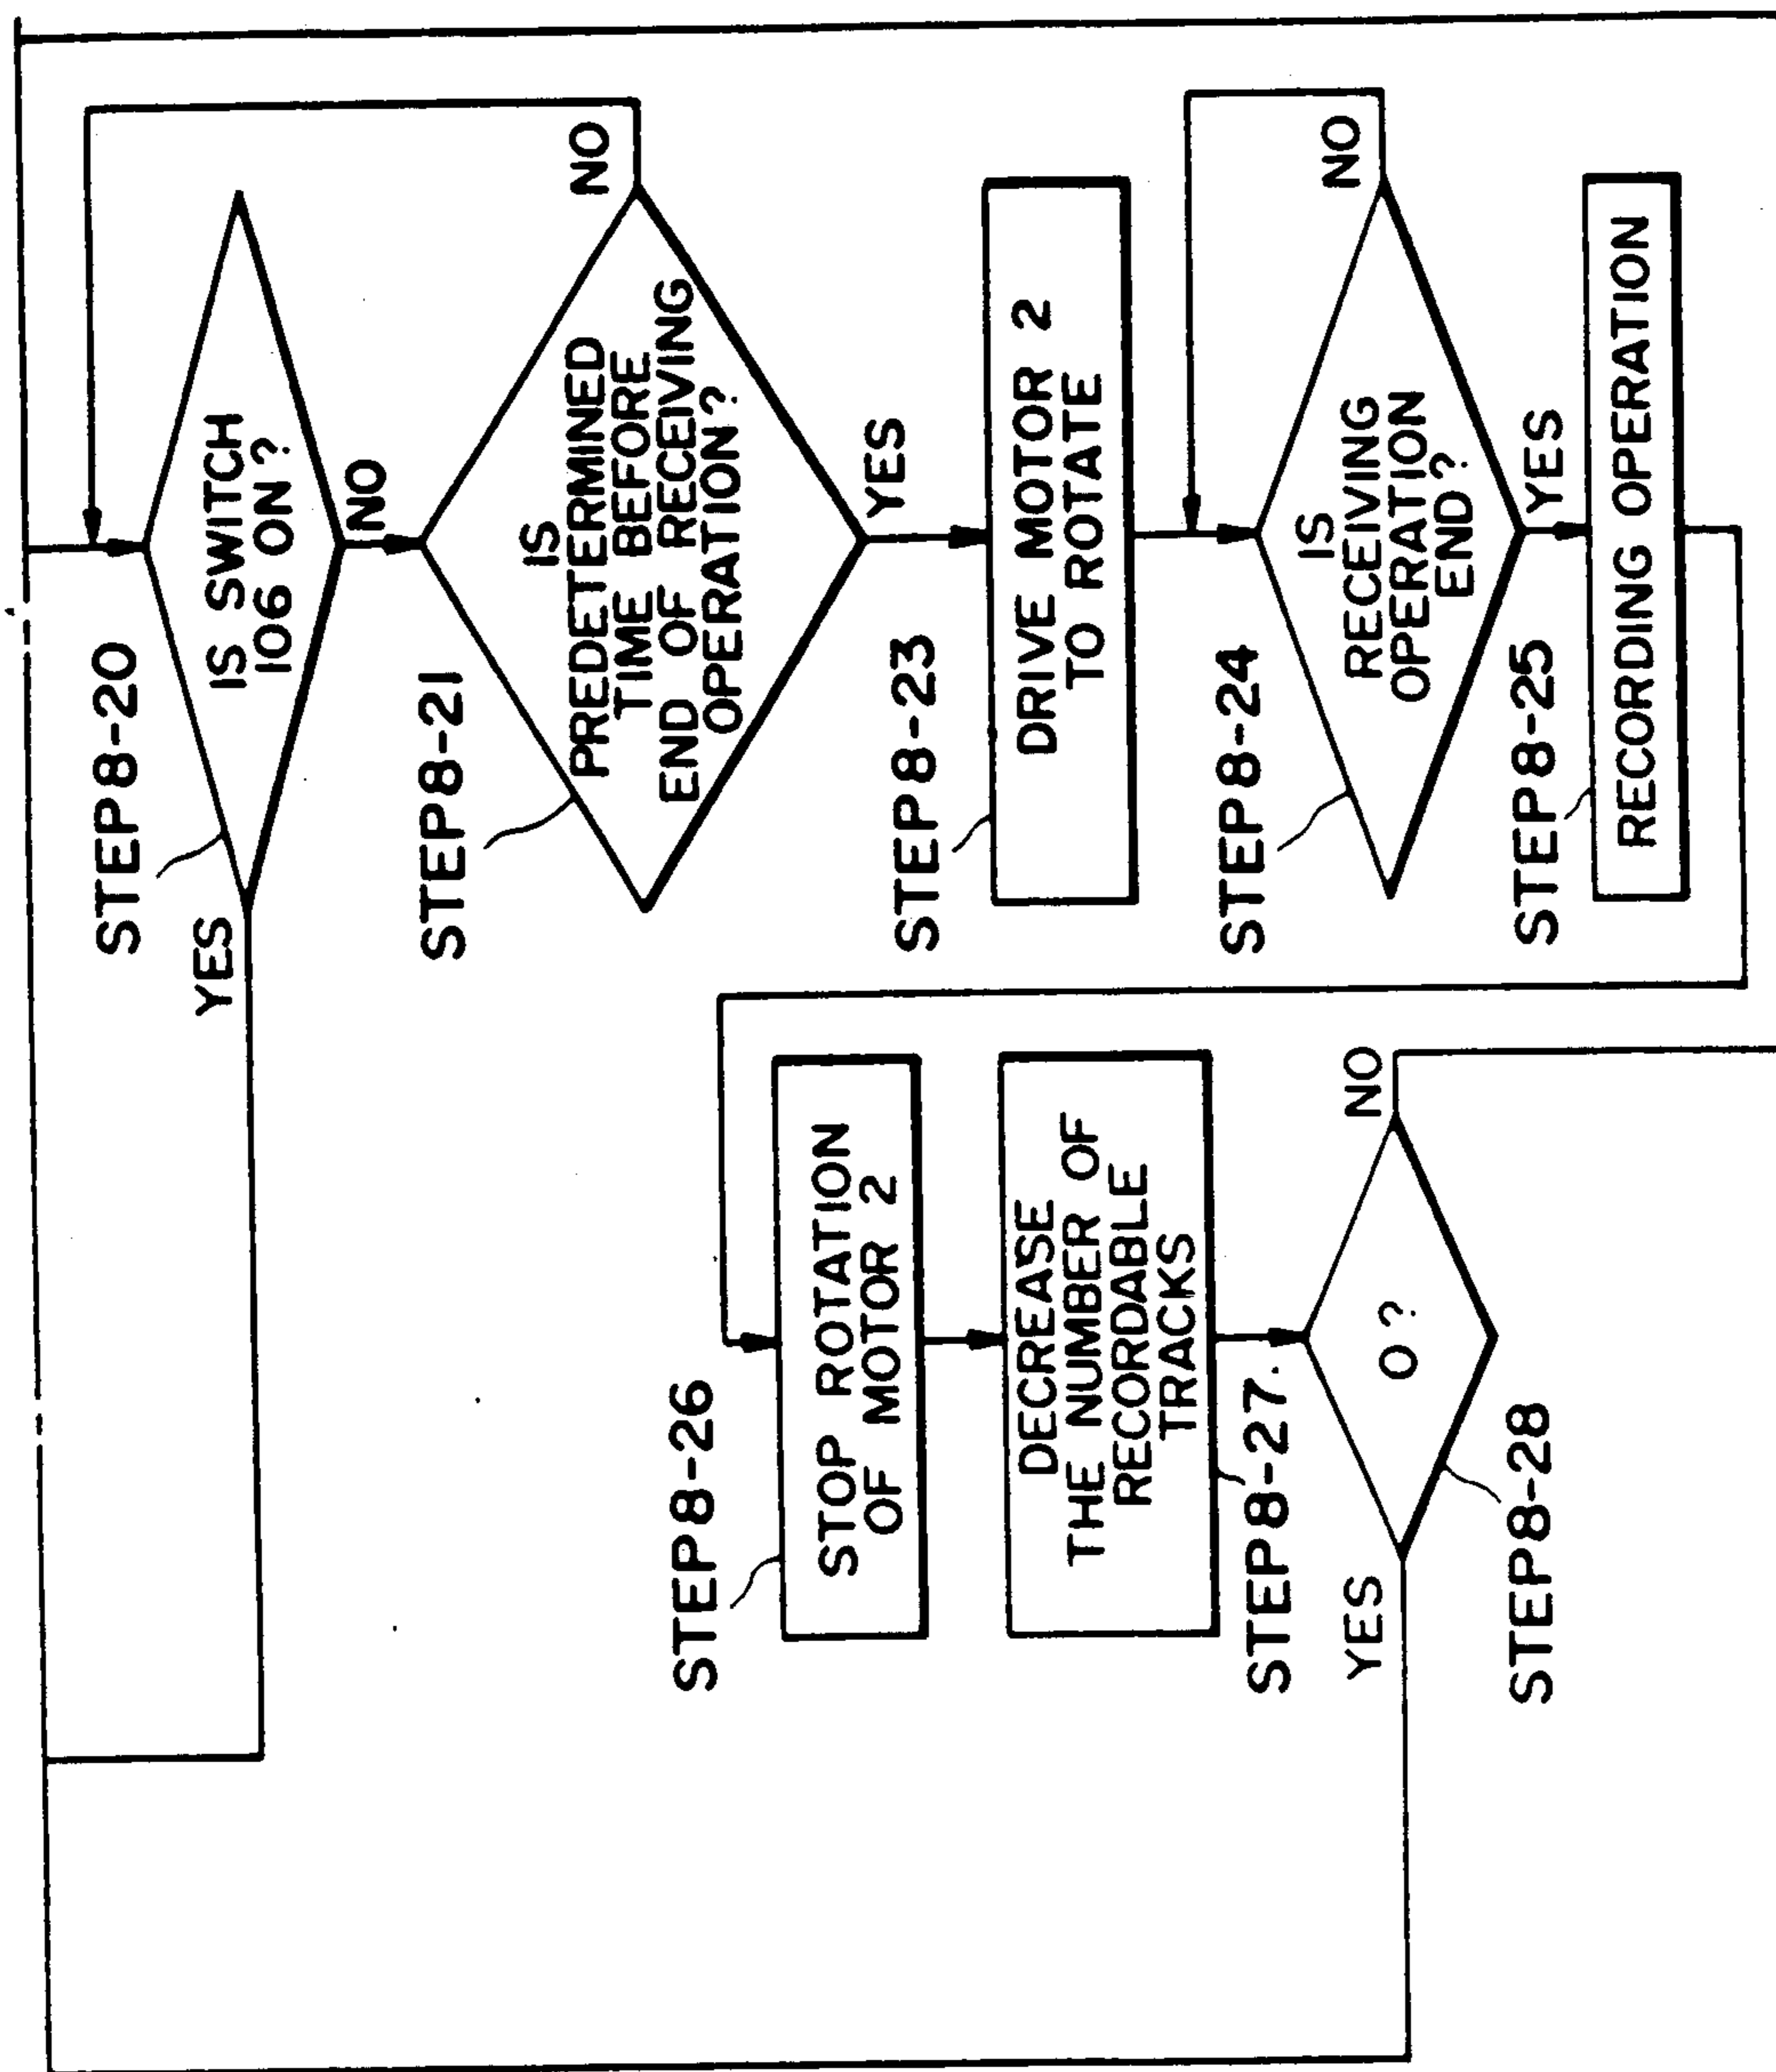 STEP8-20
IS SWITCH
106 ON?
YES
NO
STEP8-21
IS
PREDETERMINED
TIME BEFORE
END OF RECEIVING
OPERATION?
NO
YES
STEP8-23
DRIVE MOTOR 2
TO ROTATE
STEP8-24
IS
RECEIVING
OPERATION
END?
NO
YES
STEP8-25
RECORDING OPERATION
STEP8-26
STOP ROTATION
OF MOTOR 2
DECREASE
THE NUMBER OF
RECORDABLE
TRACKS
STEP8-27
0?
YES
NO
STEP8-28